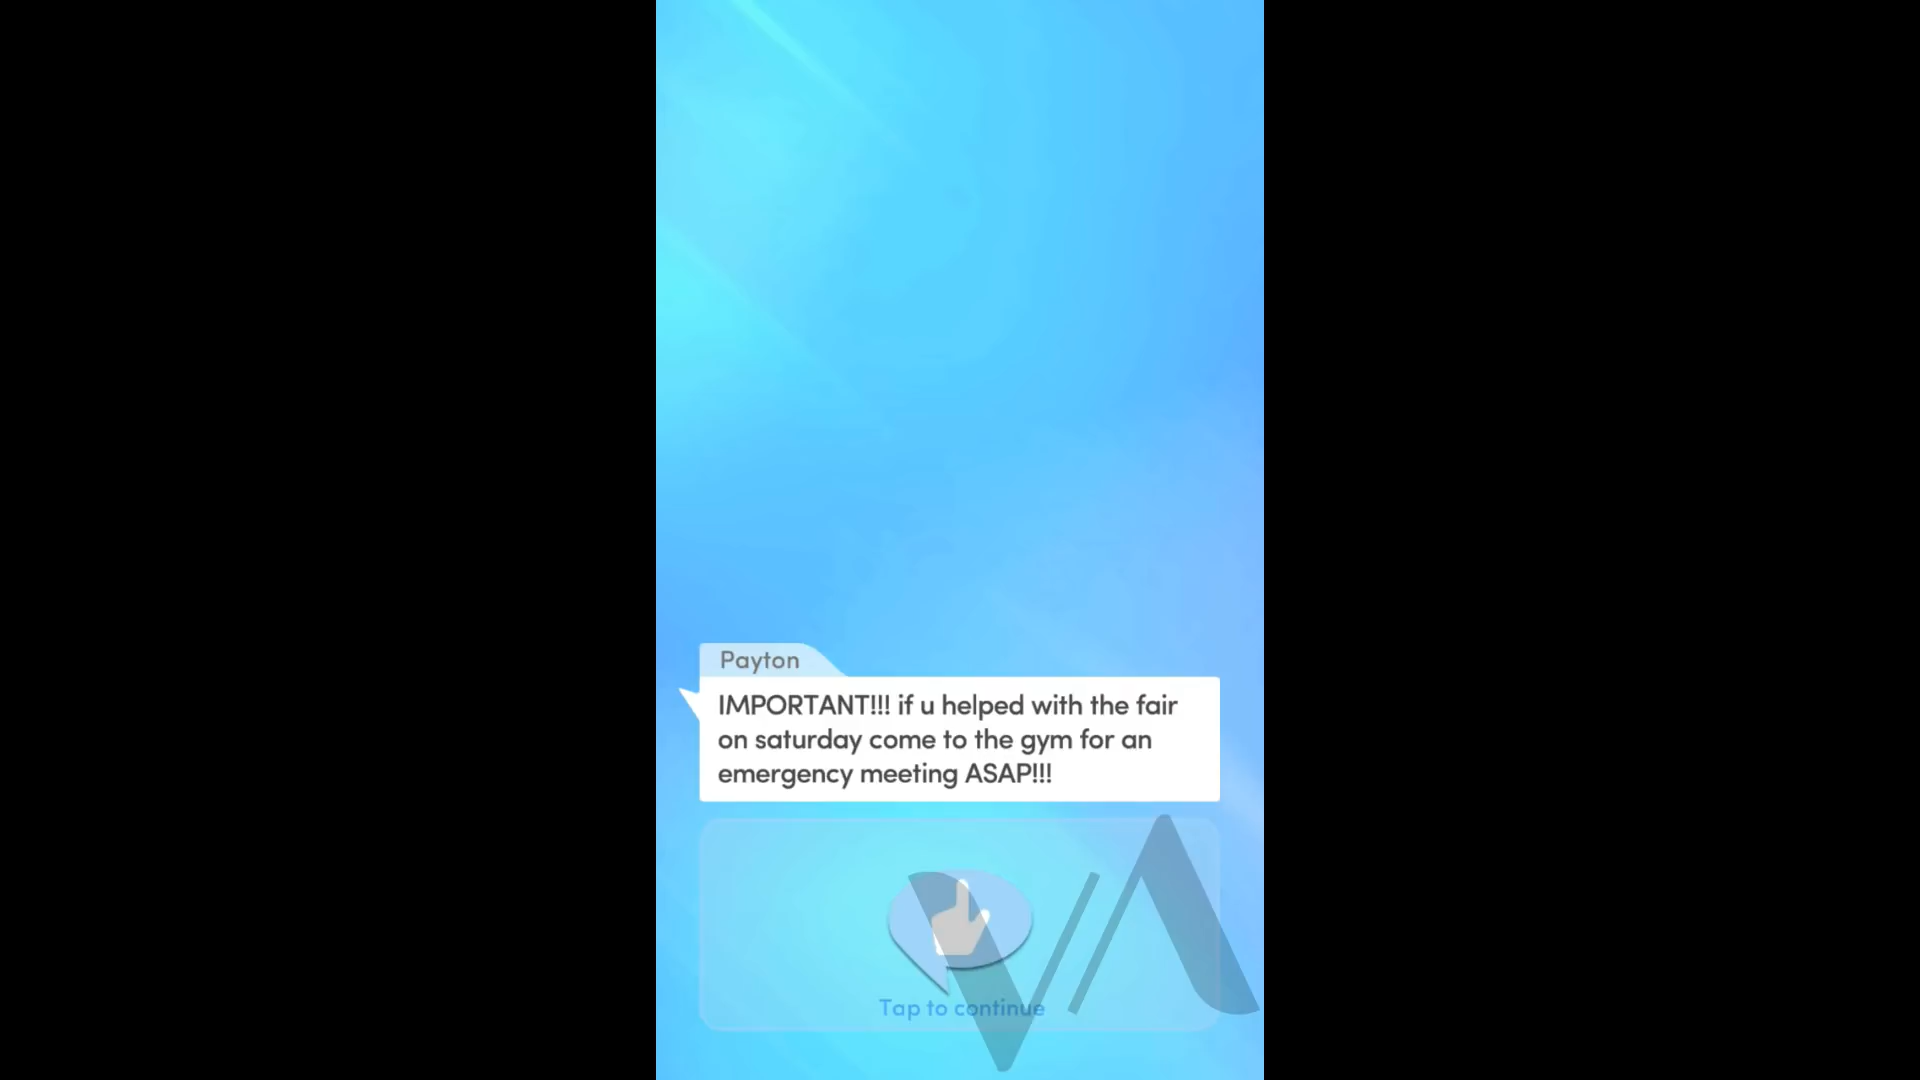 Payton
IMPORTANT!!! if u helped with the fair
on saturday come to the gym for an
emergency meeting ASAP!!!
Tap to continue